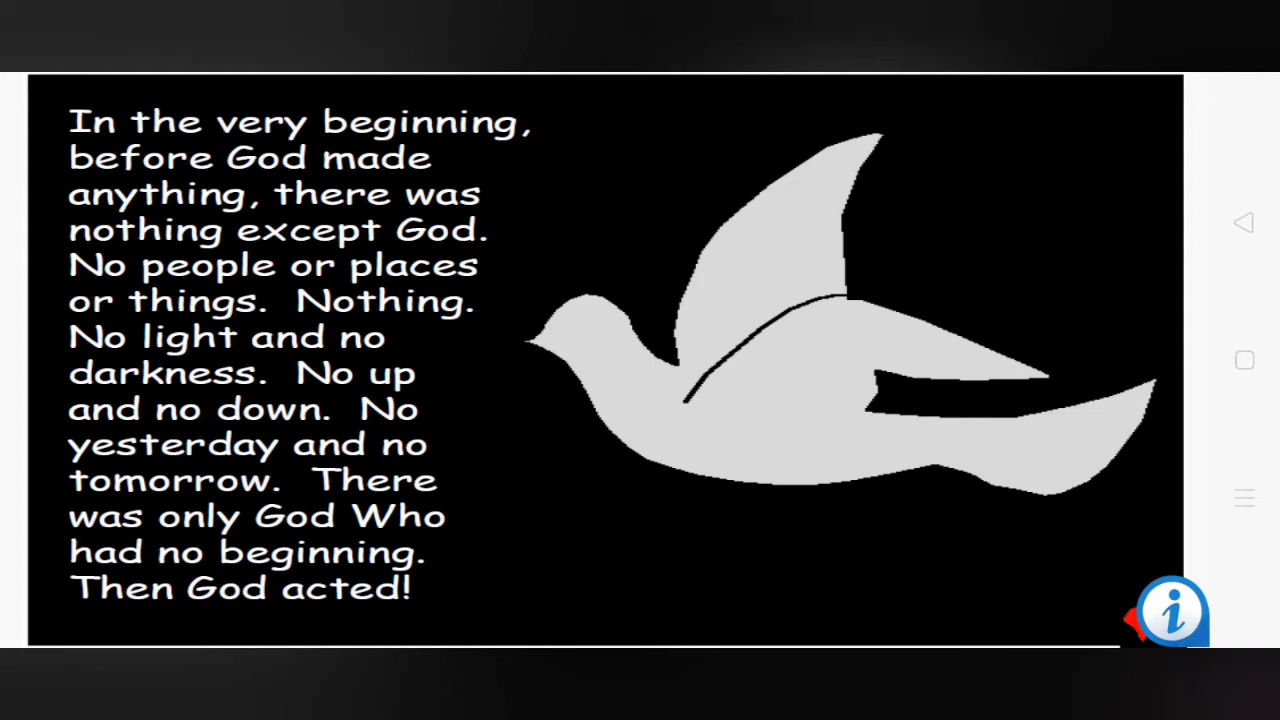 In the very beginning,
before God made
anything, there was
nothing except God.
No people or places
or things.  Nothing.
No light and no
darkness.  No up
and no down.  No
yesterday and no
tomorrow.  There
was only God Who
had no beginning.
Then God acted!
i